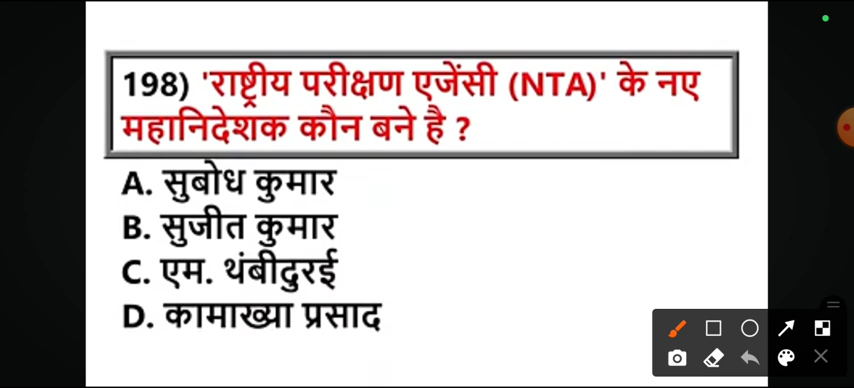 198) 'राष्ट्रीय परीक्षण एजेंसी (NTA)' के नए
महानिदेशक कौन बने है ?
A. सुबोध कुमार
B. सुजीत कुमार
C. एम. थंबीदुरई
D. कामाख्या प्रसाद